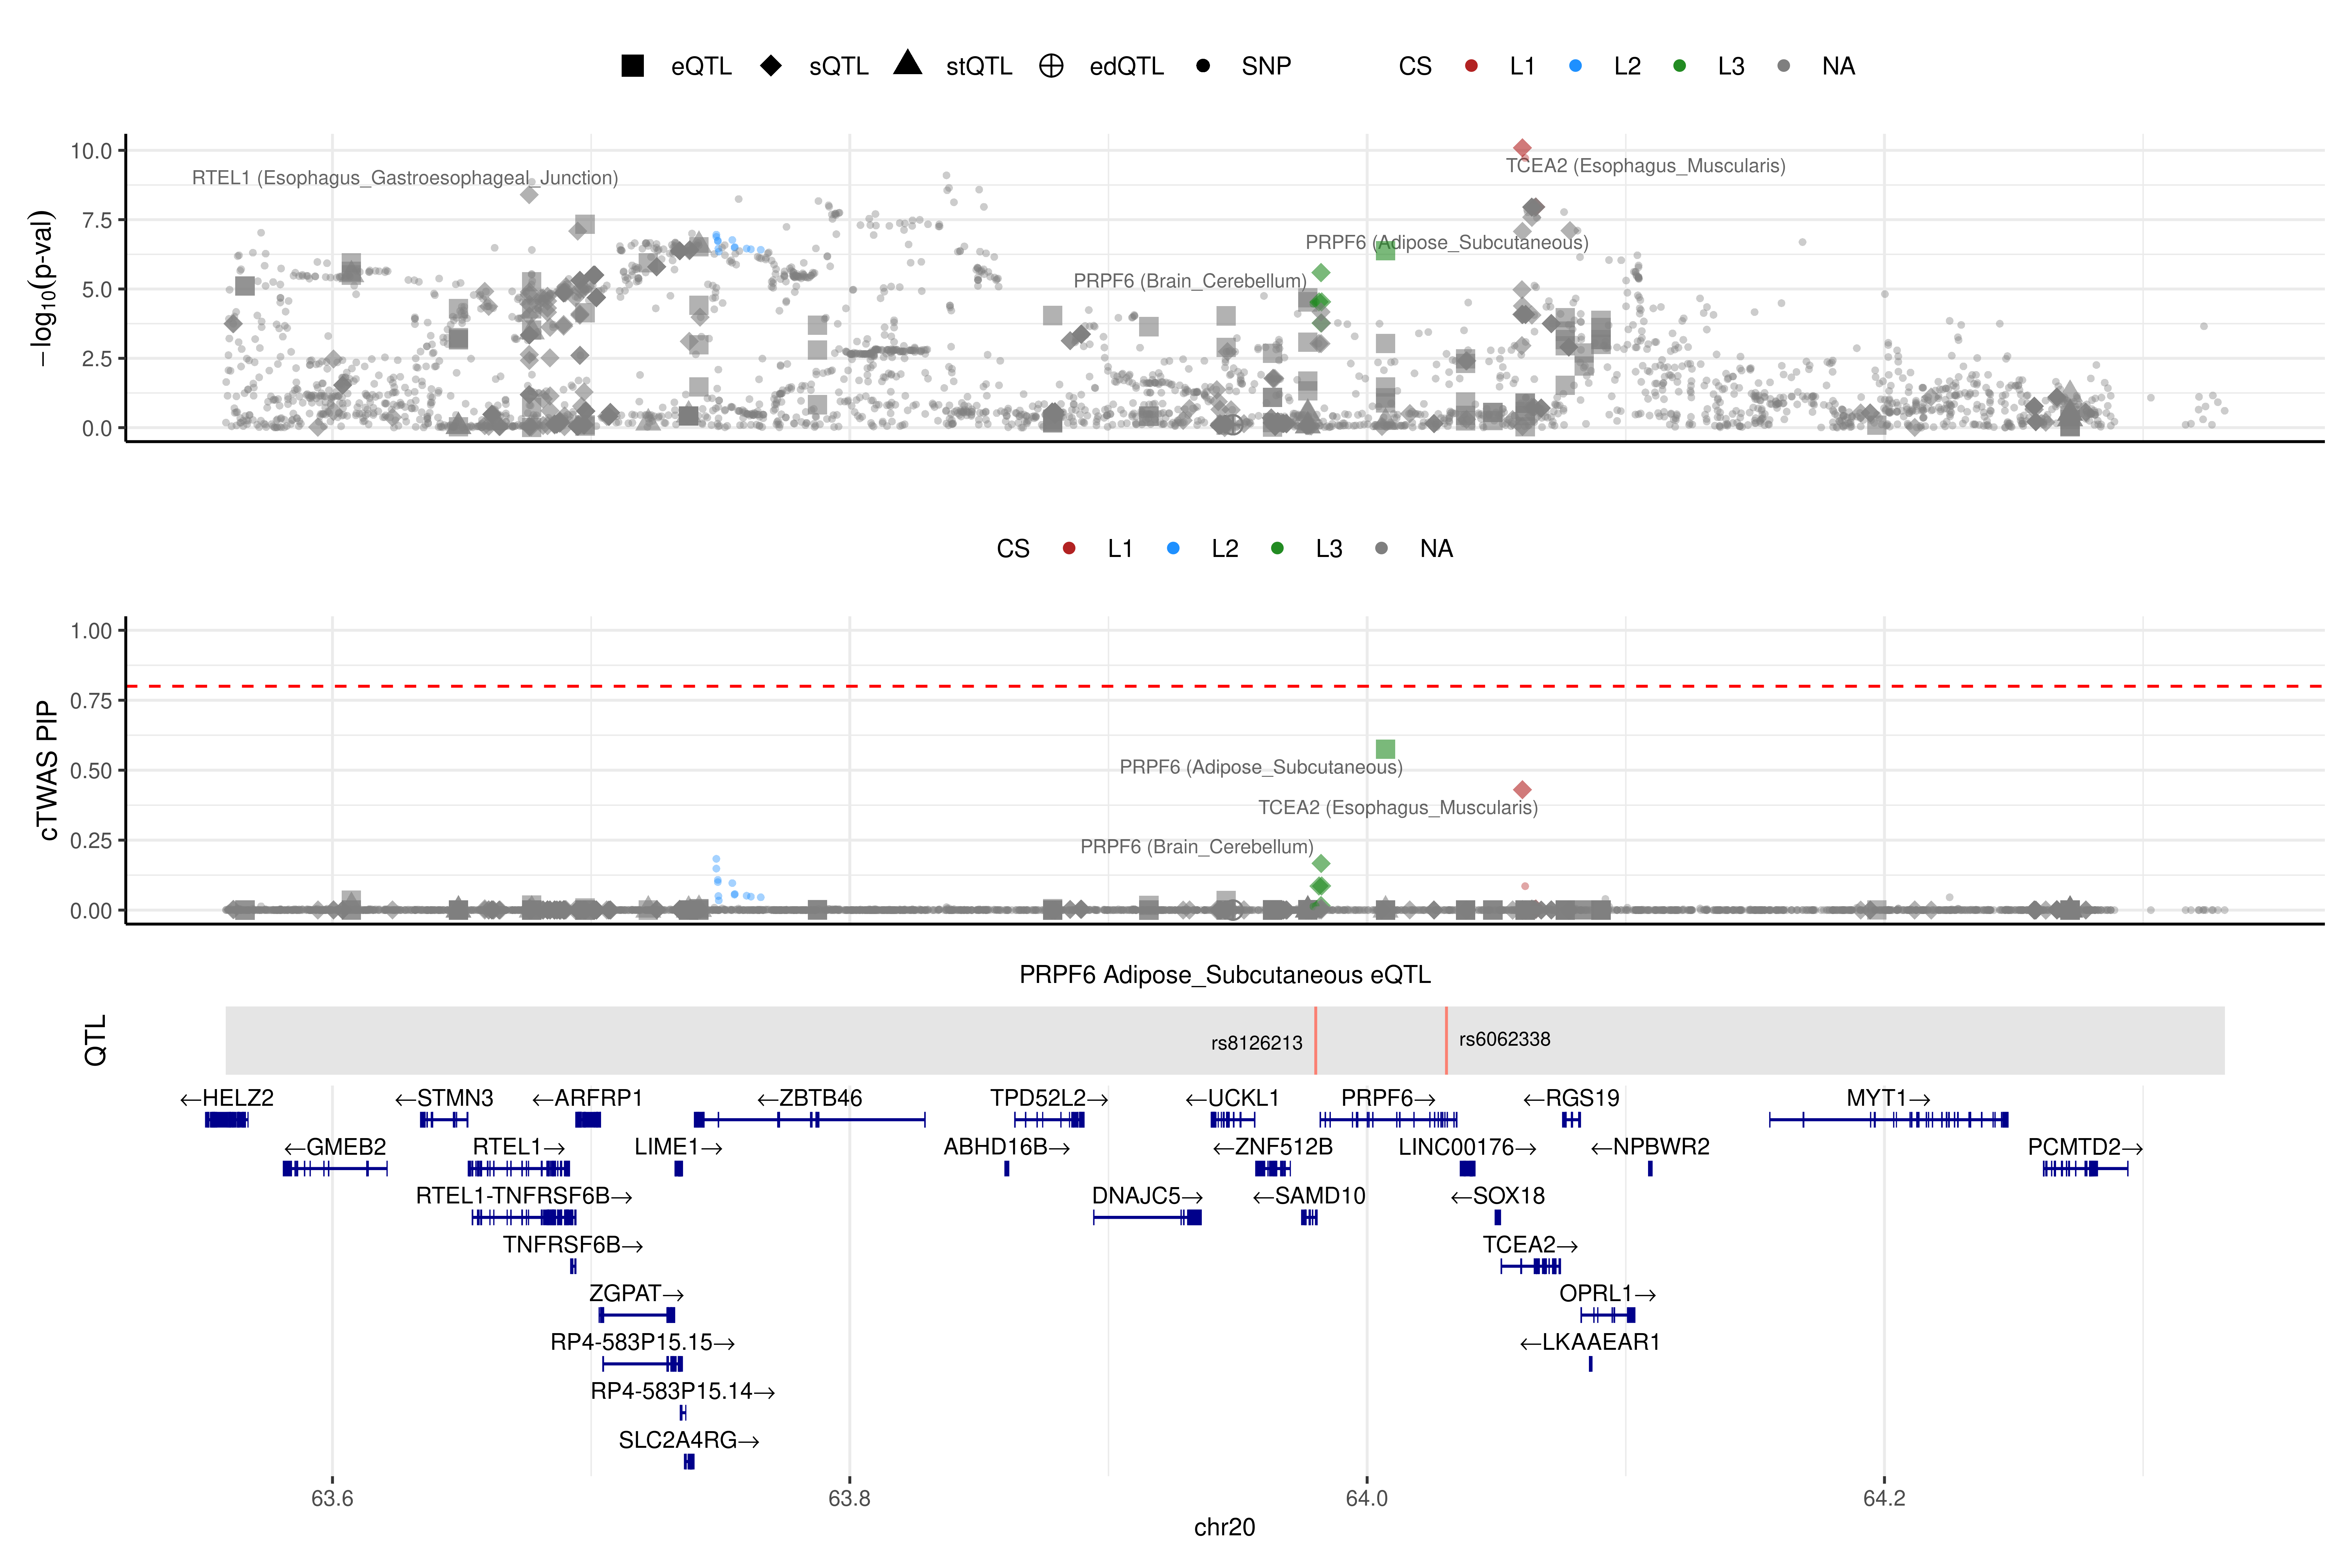 eQTL sQTL stQTL edQTL SNP CS L1 L2 L3 NA
10.0
7.5
5.0
2.5
0.0
−log10(p-val)
RTEL1 (Esophagus_Gastroesophageal_Junction)
TCEA2 (Esophagus_Muscularis)
PRPF6 (Adipose_Subcutaneous)
PRPF6 (Brain_Cerebellum)
CS L1 L2 L3 NA
1.00
0.75
0.50
0.25
0.00
cTWAS PIP
PRPF6 (Adipose_Subcutaneous)
TCEA2 (Esophagus_Muscularis)
PRPF6 (Brain_Cerebellum)
PRPF6 Adipose_Subcutaneous eQTL
QTL
rs8126213 rs6062338
←HELZ2 ←STMN3 ←ARFRP1 ←ZBTB46 TPD52L2→ ←UCKL1 PRPF6→ ←RGS19 MYT1→
←GMEB2 RTEL1→ LIME1→ ABHD16B→ ←ZNF512B LINC00176→ ←NPBWR2 PCMTD2→
RTEL1-TNFRSF6B→ DNAJC5→ ←SAMD10 ←SOX18
TNFRSF6B→ TCEA2→
ZGPAT→ OPRL1→
RP4-583P15.15→ ←LKAAEAR1
RP4-583P15.14→
SLC2A4RG→
63.6 63.8 64.0 64.2
chr20